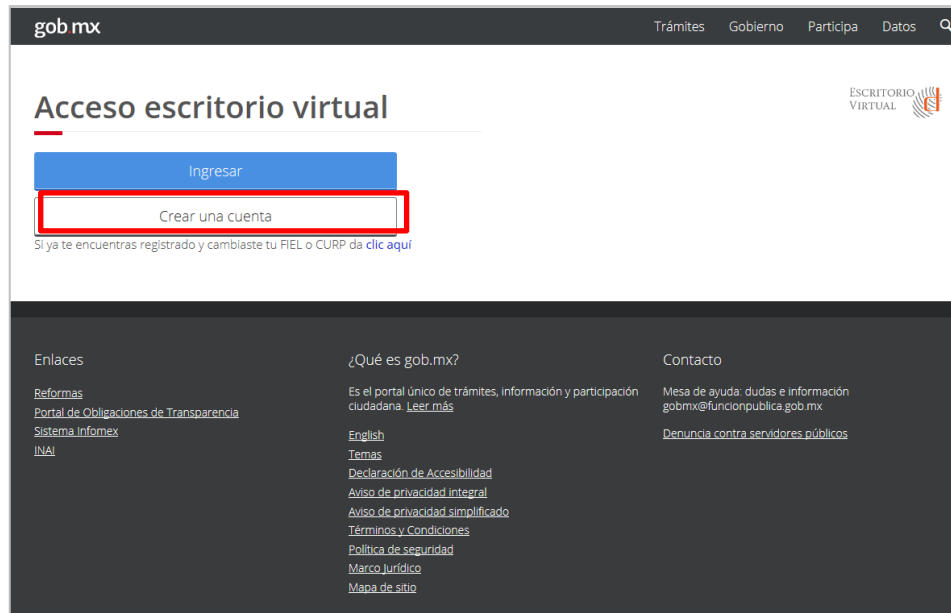 gob.mx
Trámites Gobierno Participa Datos
Acceso escritorio virtual
ESCRITORIO
VIRTUAL
d
Ingresar
Crear una cuenta
Si ya te encuentras registrado y cambiaste tu FIEL o CURP da clic aquí
Enlaces
Reformas
Portal de Obligaciones de Transparencia
Sistema Infomex
INAI
¿Qué es gob.mx?
Es el portal único de trámites, información y participación
ciudadana. Leer más
English
Temas
Declaración de Accesibilidad
Aviso de privacidad integral
Aviso de privacidad simplificado
Términos y Condiciones
Política de seguridad
Marco Jurídico
Mapa de sitio
Contacto
Mesa de ayuda: dudas e información
gobmx@funcionpublica.gob.mx
Denuncia contra servidores públicos